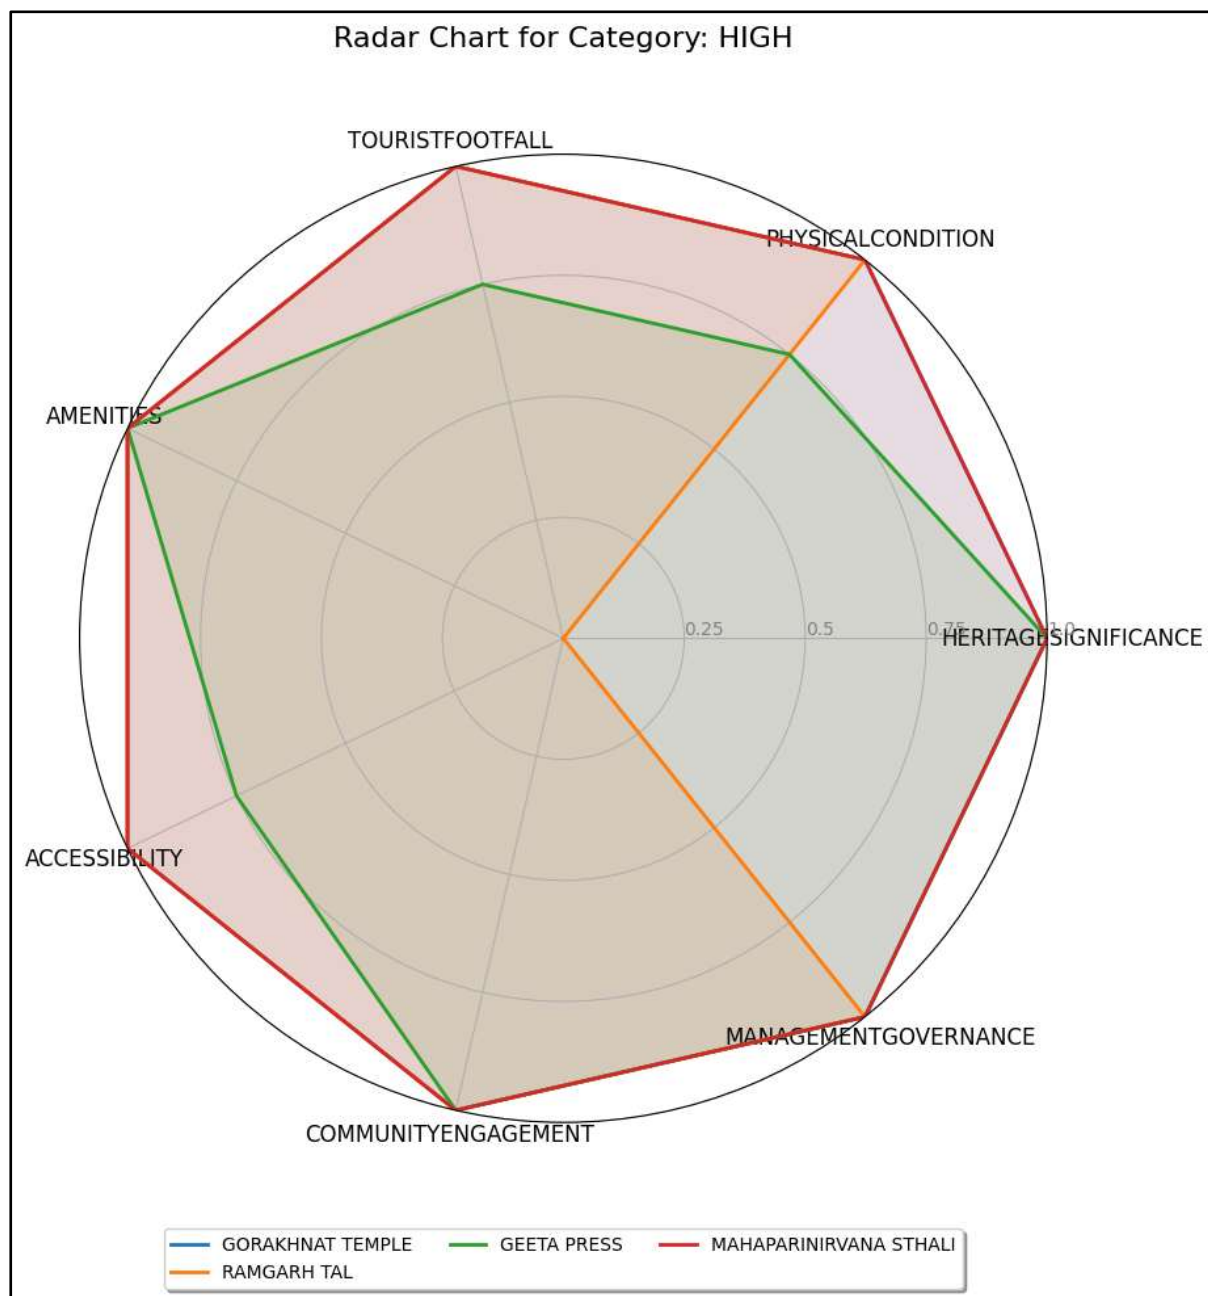 Radar Chart for Category: HIGH
TOURISTFOOTFALL
PHYSICALCONDITION
AMENITIES
0.25 0.5 0.75 1.0
HERITAGESIGNIFICANCE
ACCESSIBILITY
MANAGEMENTGOVERNANCE
COMMUNITYENGAGEMENT
GORAKHNAT TEMPLE GEETA PRESS MAHAPARINIRVANA STHALI
RAMGARH TAL